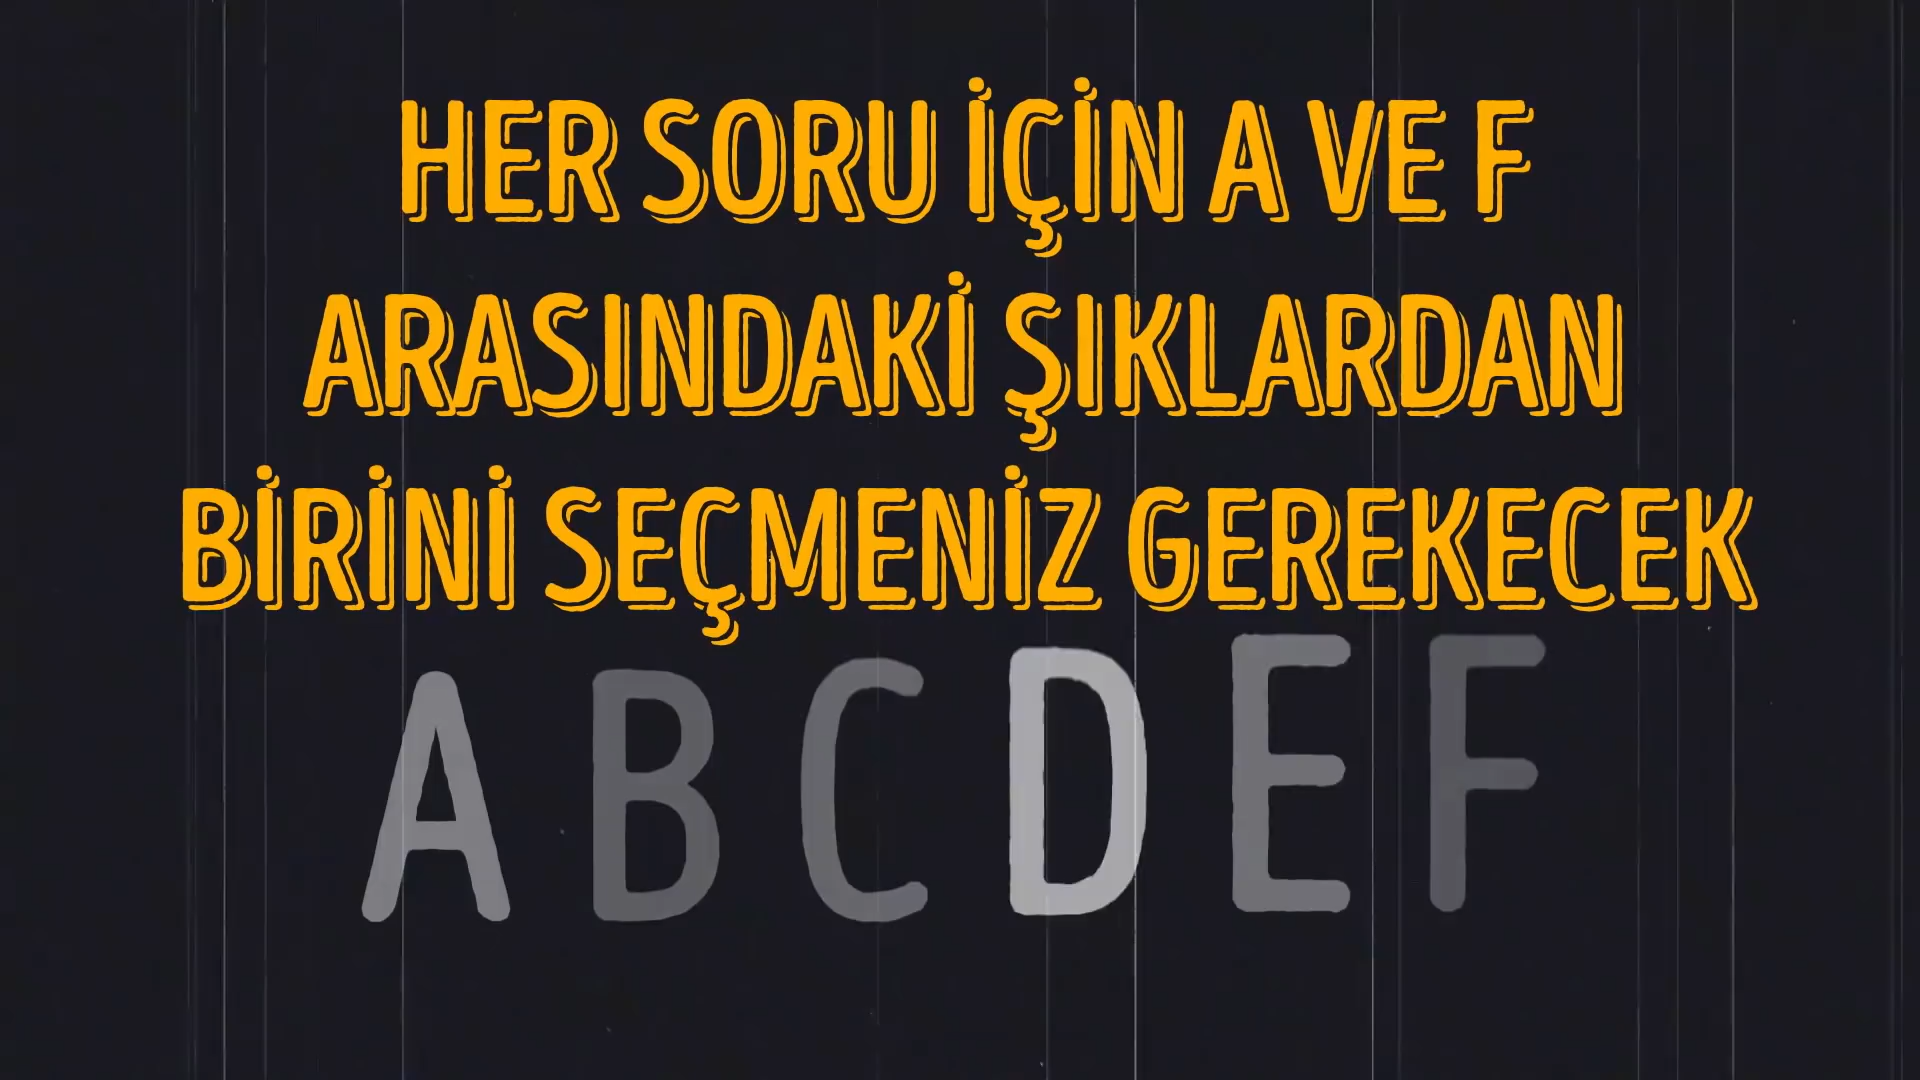 HER SORU İÇİN A VE F
ARASINDAKİ ŞIKLARDAN
BİRİNİ SEÇMENİZ GEREKECEK
A B C D E F